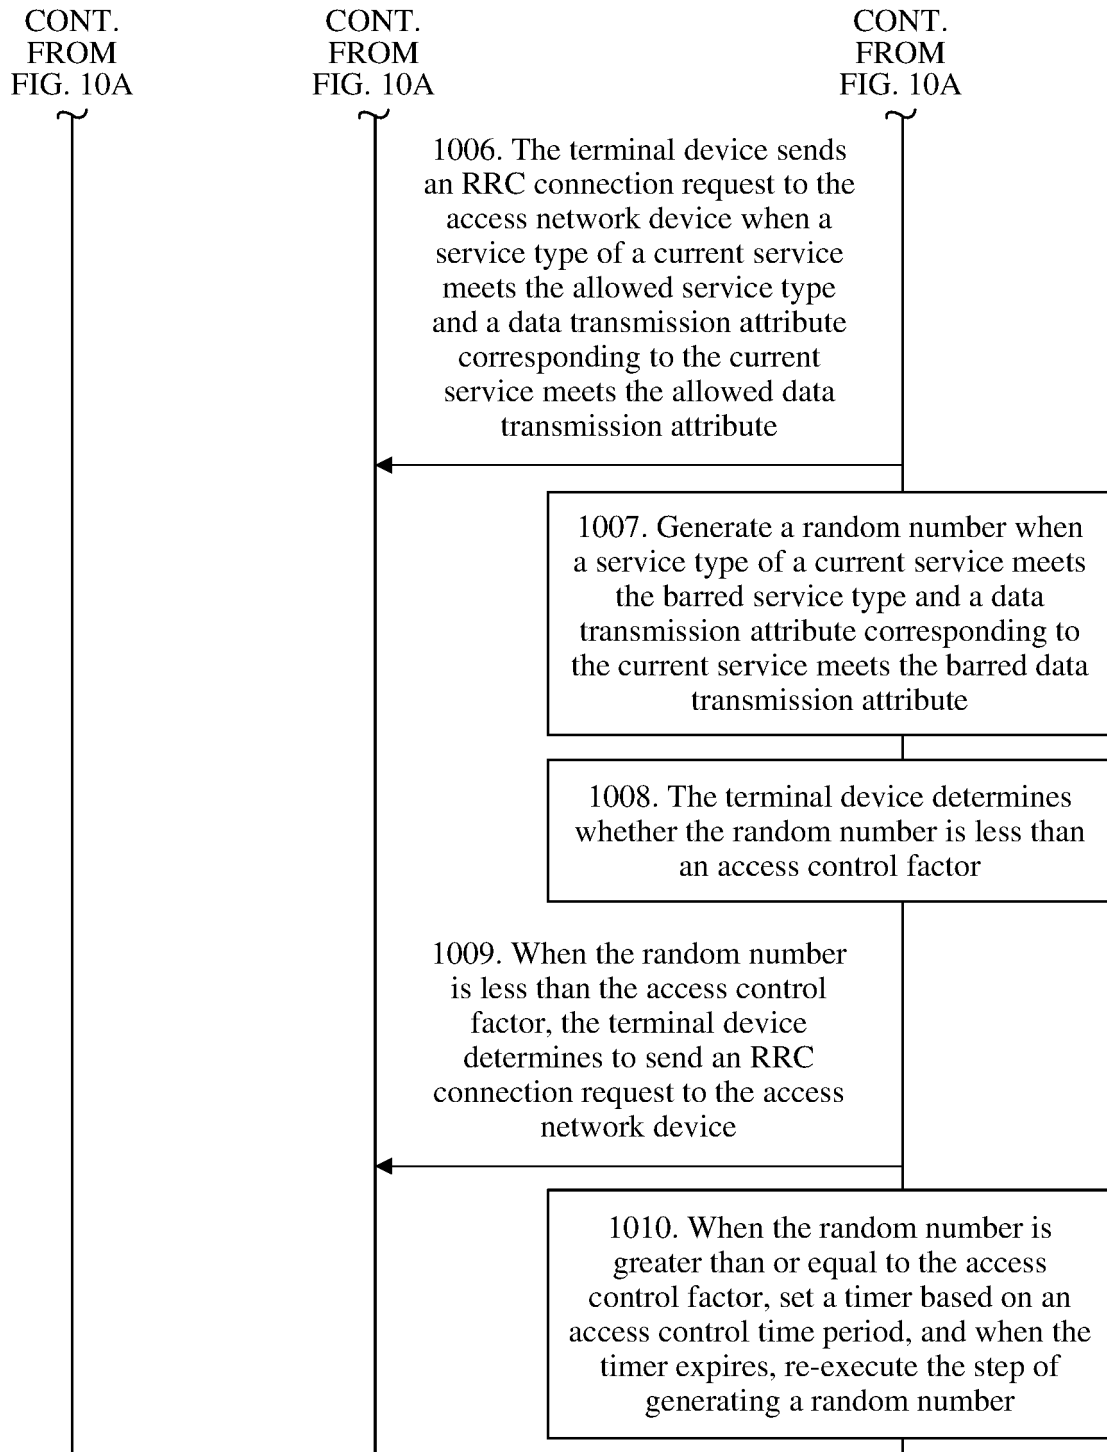 CONT.
FROM
FIG. 10A
CONT.
FROM
FIG. 10A
CONT.
FROM
FIG. 10A
1006. The terminal device sends
an RRC connection request to the
access network device when a
service type of a current service
meets the allowed service type
and a data transmission attribute
corresponding to the current
service meets the allowed data
transmission attribute
1007. Generate a random number when
a service type of a current service meets
the barred service type and a data
transmission attribute corresponding to
the current service meets the barred data
transmission attribute
1008. The terminal device determines
whether the random number is less than
an access control factor
1009. When the random number
is less than the access control
factor, the terminal device
determines to send an RRC
connection request to the access
network device
1010. When the random number is
greater than or equal to the access
control factor, set a timer based on an
access control time period, and when the
timer expires, re-execute the step of
generating a random number